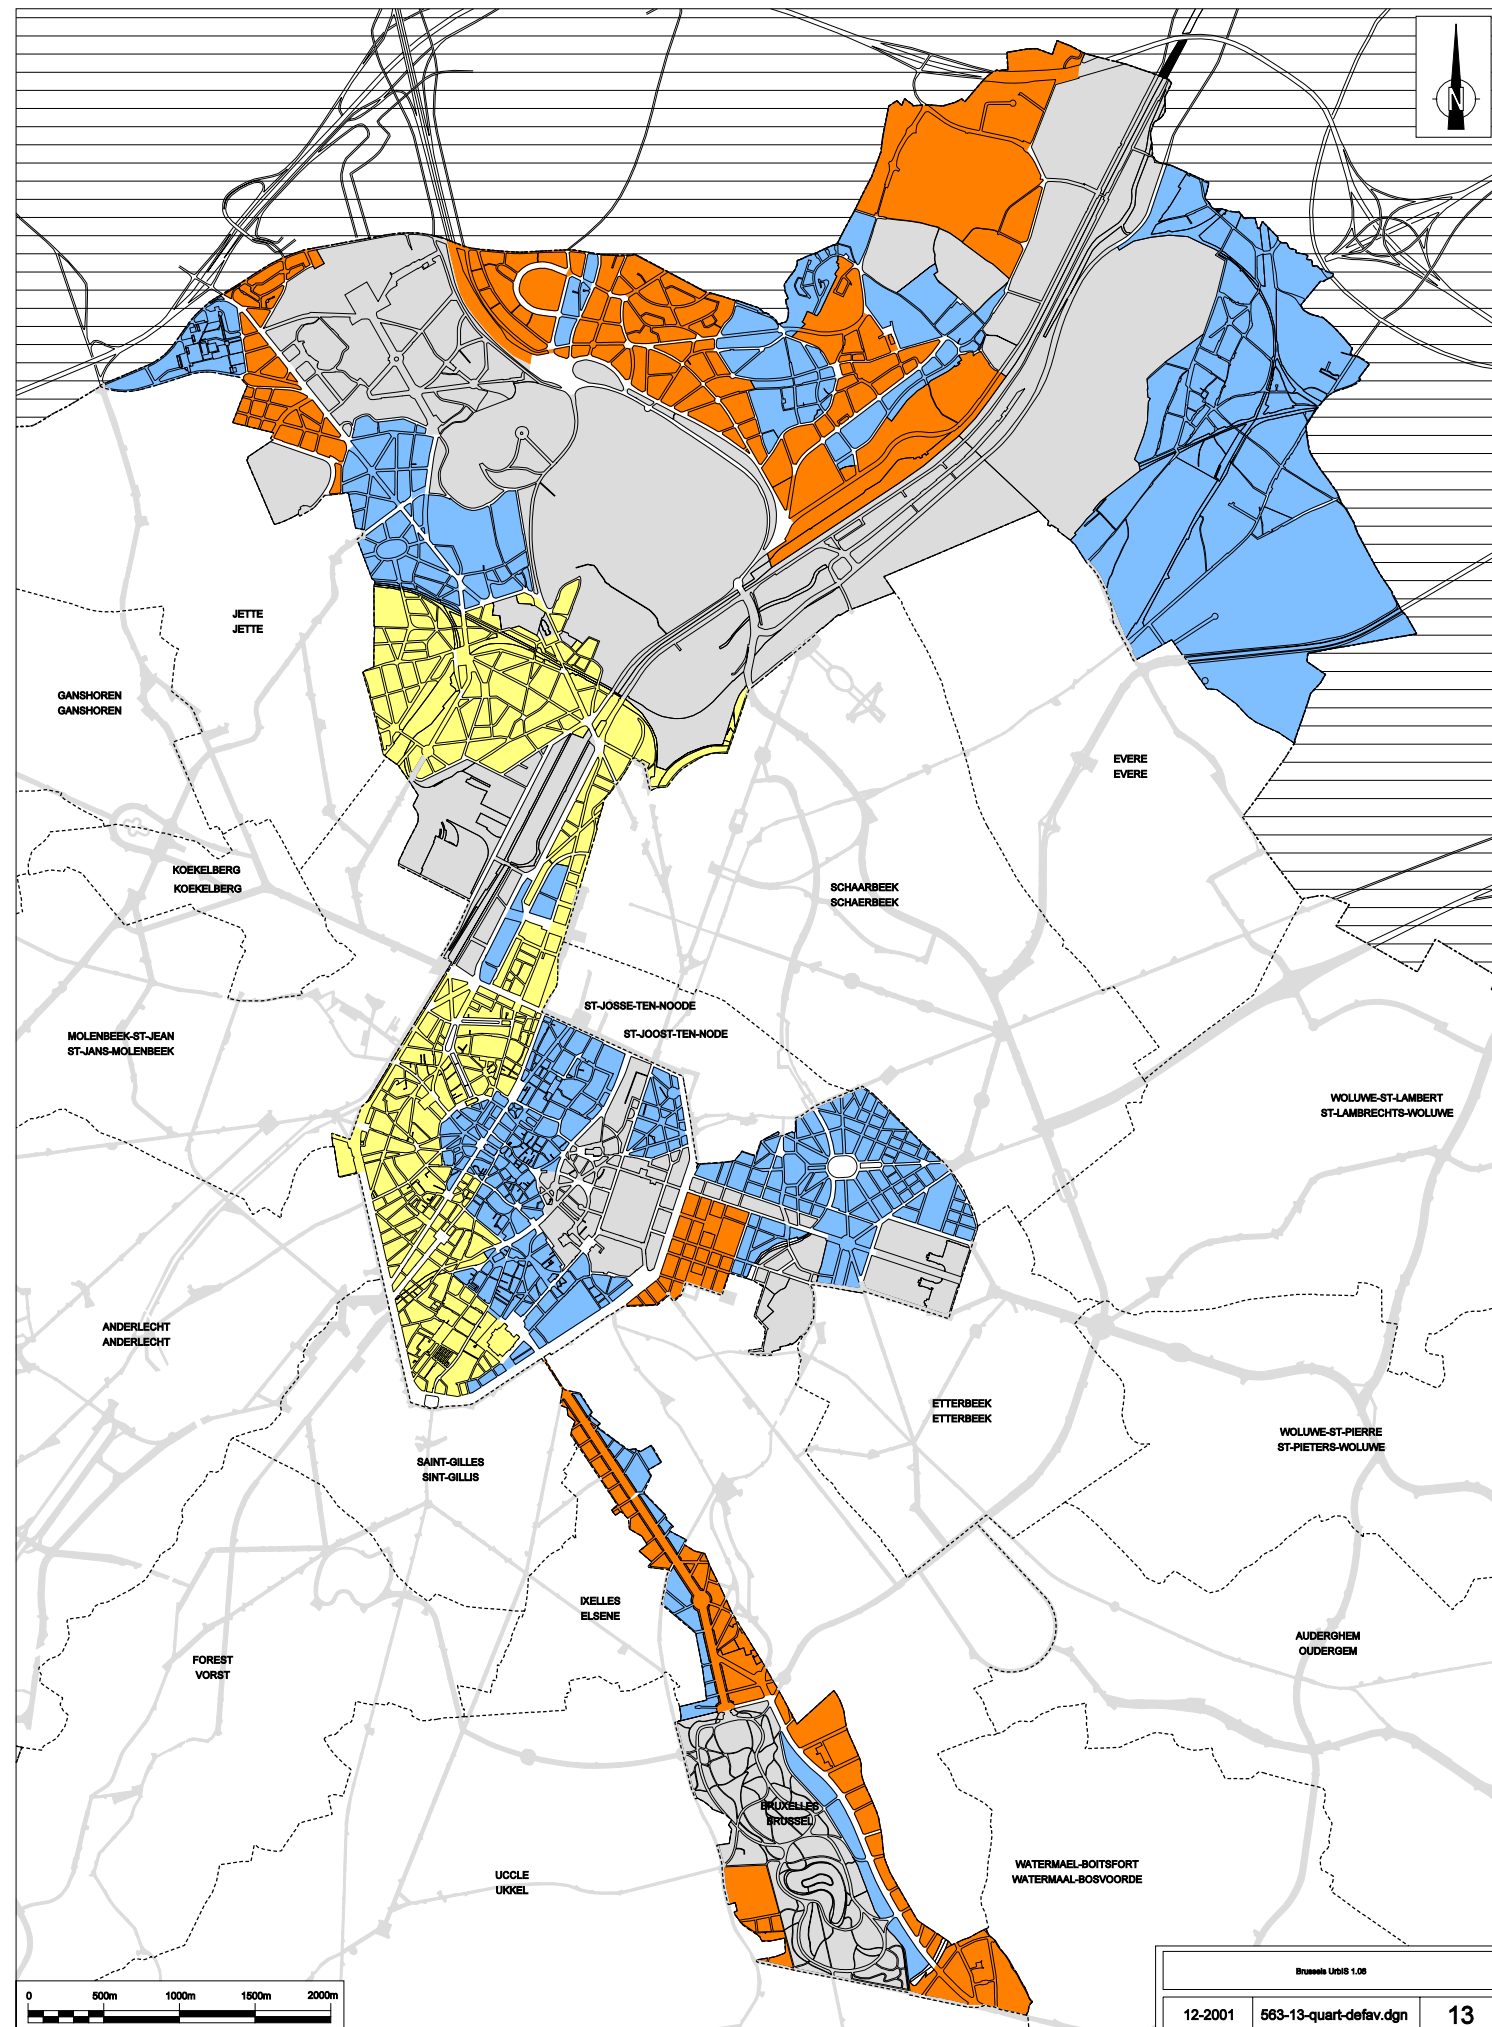 N
JETTE
JETTE
GANSHOREN
GANSHOREN
EVERE
EVERE
KOEKELBERG
KOEKELBERG
SCHAARBEEK
SCHAERBEEK
ST-JOSSE-TEN-NOODE
ST-JOOST-TEN-NODE
MOLENBEEK-ST-JEAN
ST-JANS-MOLENBEEK
WOLUWE-ST-LAMBERT
ST-LAMBRECHTS-WOLUWE
ANDERLECHT
ANDERLECHT
ETTERBEEK
ETTERBEEK
WOLUWE-ST-PIERRE
ST-PIETERS-WOLUWE
SAINT-GILLES
SINT-GILLIS
IXELLES
ELSENE
AUDERGHEM
OUDERGEM
FOREST
VORST
BRUXELLES
BRUSSEL
WATERMAEL-BOITSFORT
WATERMAAL-BOSVOORDE
UCCLE
UKKEL
0 500m 1000m 1500m 2000m
Brussels UrbIS 1.08
12-2001 563-13-quart-defav.dgn 13